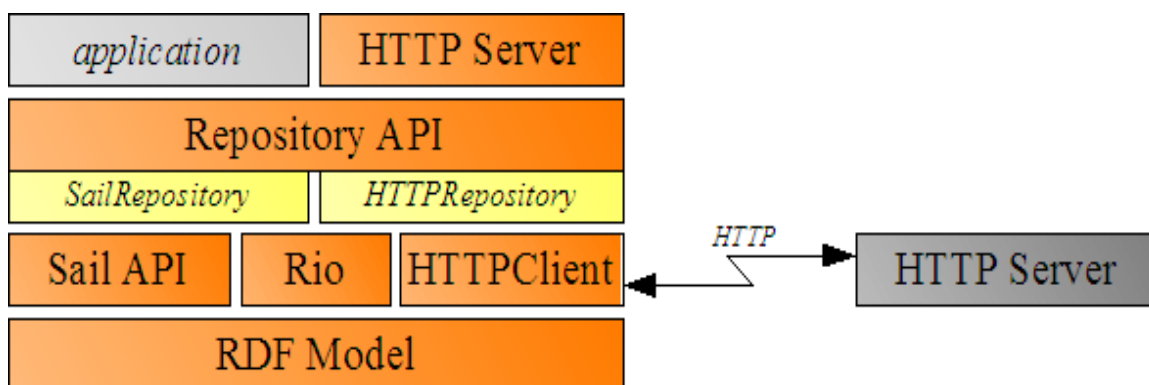 application
HTTP Server
Repository API
SailRepository
HTTPRepository
HTTP
Sail API
Rio
HTTPClient
HTTP Server
RDF Model